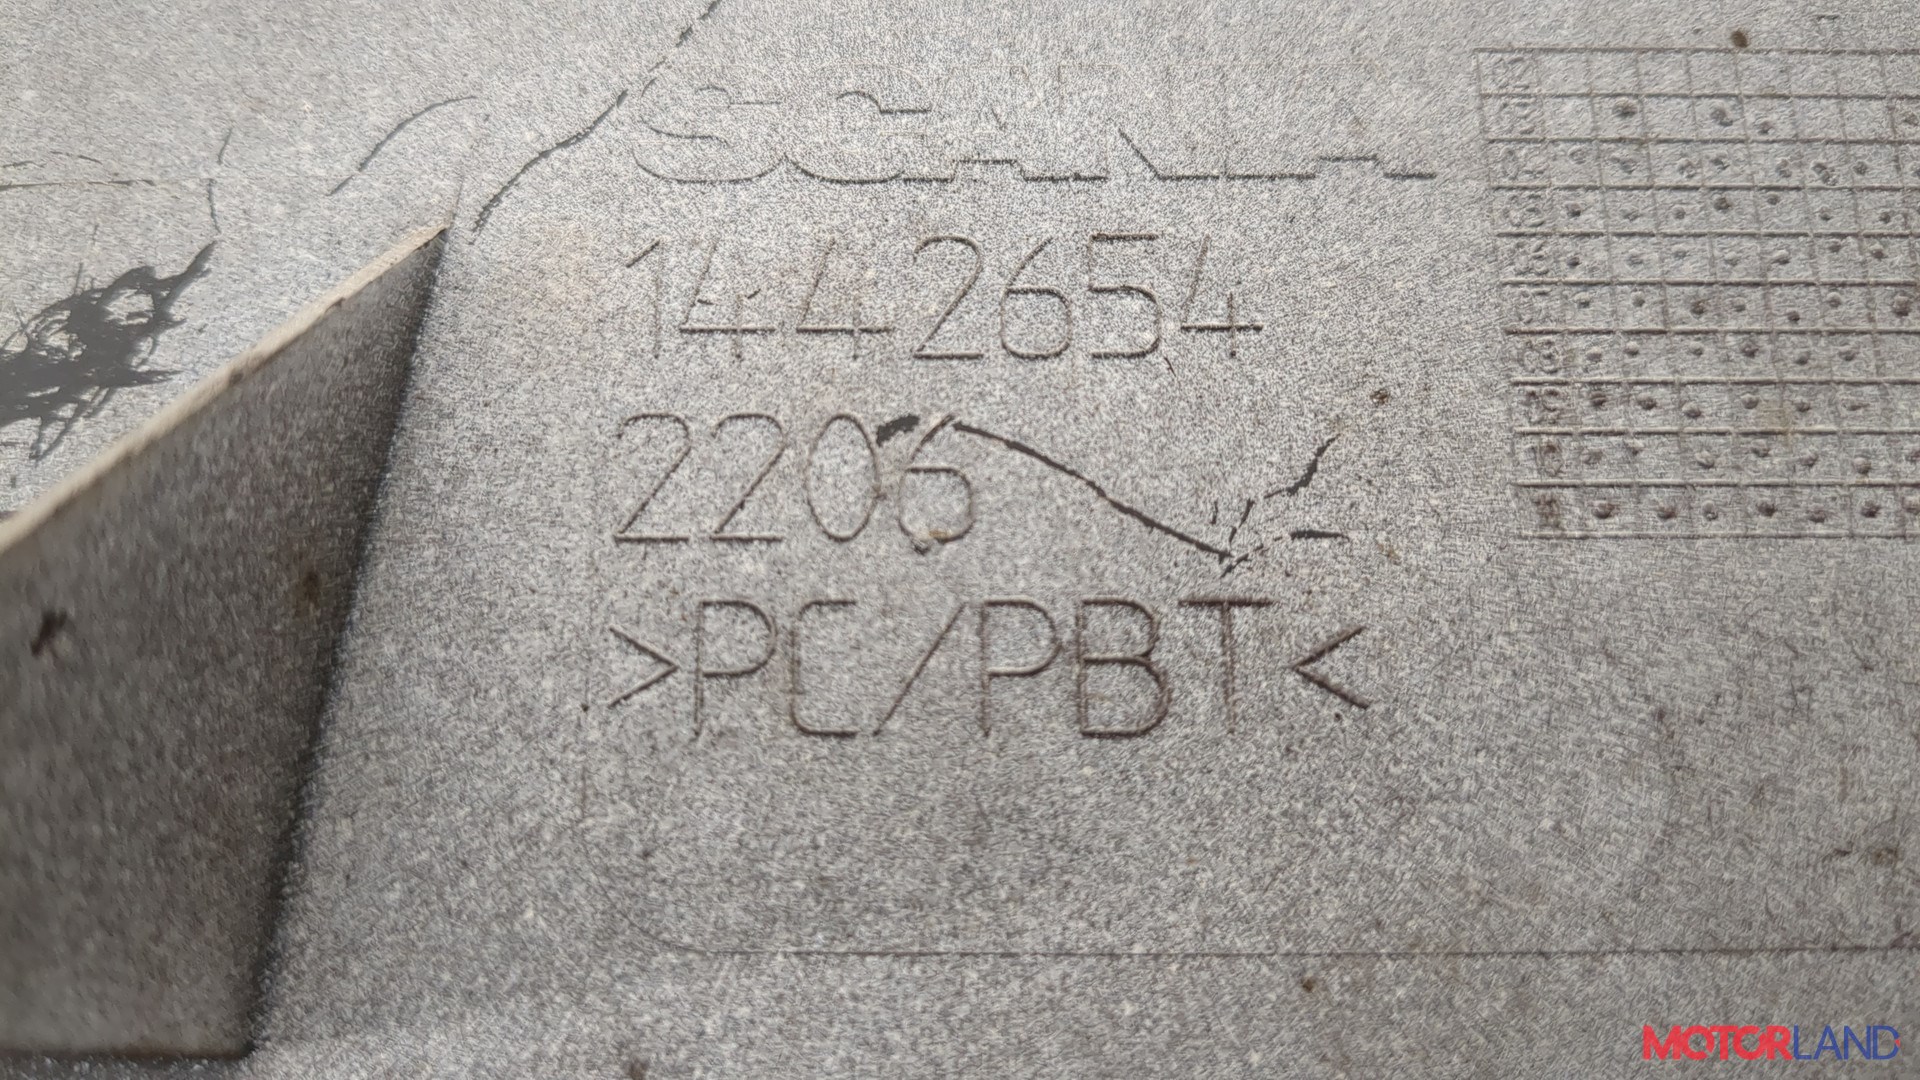 SCANIA
1442654
2206
>PC/PBT<
MOTORLAND